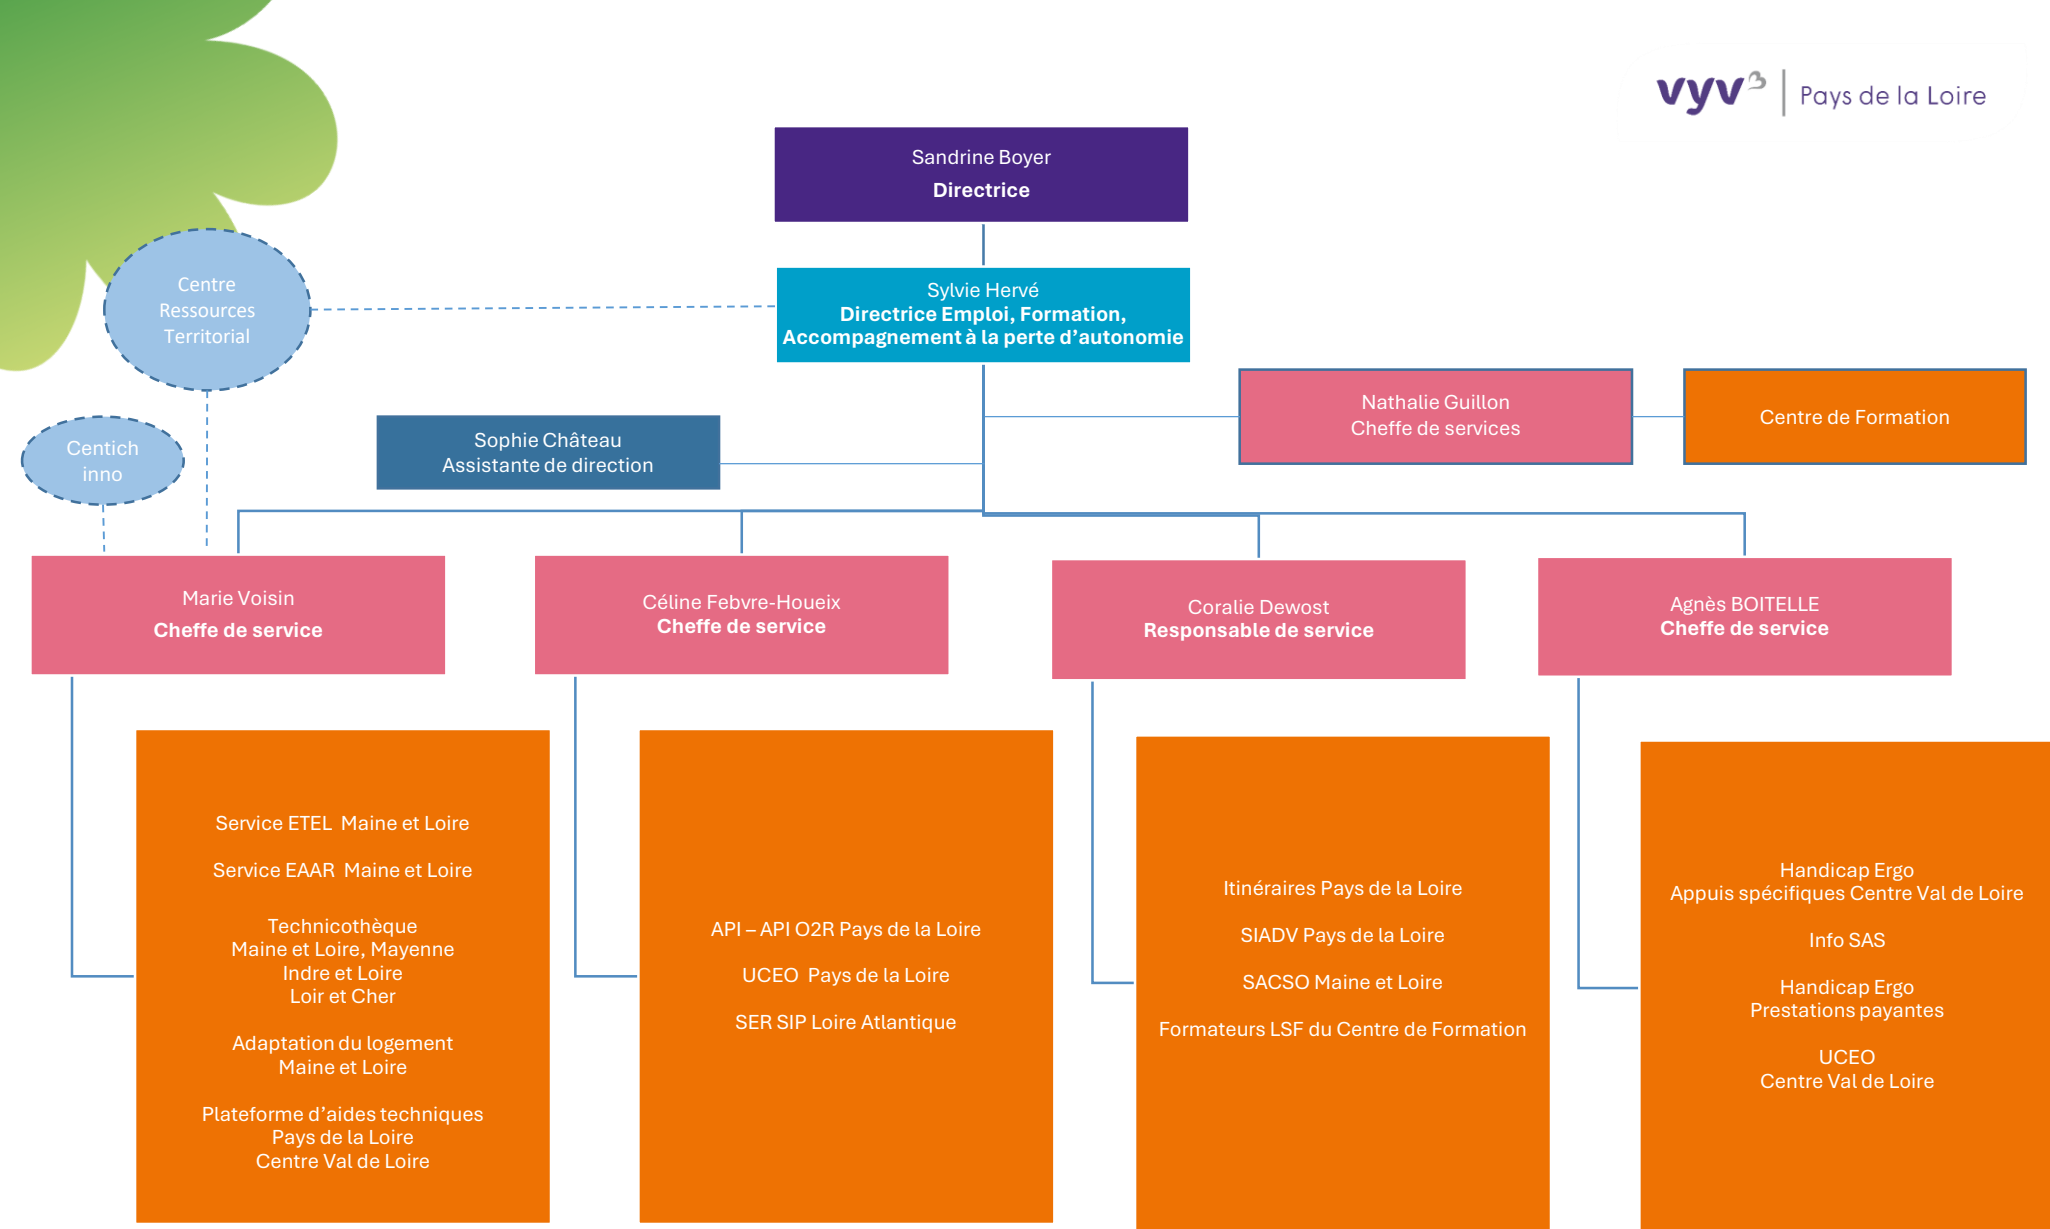 vyv3 Pays de la Loire
Sandrine Boyer
Directrice
Sylvie Hervé
Directrice Emploi, Formation,
Accompagnement à la perte d'autonomie
Centre
Ressources
Territorial
Nathalie Guillon
Cheffe de services
Centre de Formation
Sophie Château
Assistante de direction
Centich
inno
Marie Voisin
Cheffe de service
Céline Febvre-Houeix
Cheffe de service
Coralie Dewost
Responsable de service
Agnès BOITELLE
Cheffe de service
Service ETEL Maine et Loire
Service EAAR Maine et Loire
Technicothèque
Maine et Loire, Mayenne
Indre et Loire
Loir et Cher
Adaptation du logement
Maine et Loire
Plateforme d'aides techniques
Pays de la Loire
Centre Val de Loire
API – API O2R Pays de la Loire
UCEO Pays de la Loire
SER SIP Loire Atlantique
Itinéraires Pays de la Loire
SIADV Pays de la Loire
SACSO Maine et Loire
Formateurs LSF du Centre de Formation
Handicap Ergo
Appuis spécifiques Centre Val de Loire
Info SAS
Handicap Ergo
Prestations payantes
UCEO
Centre Val de Loire